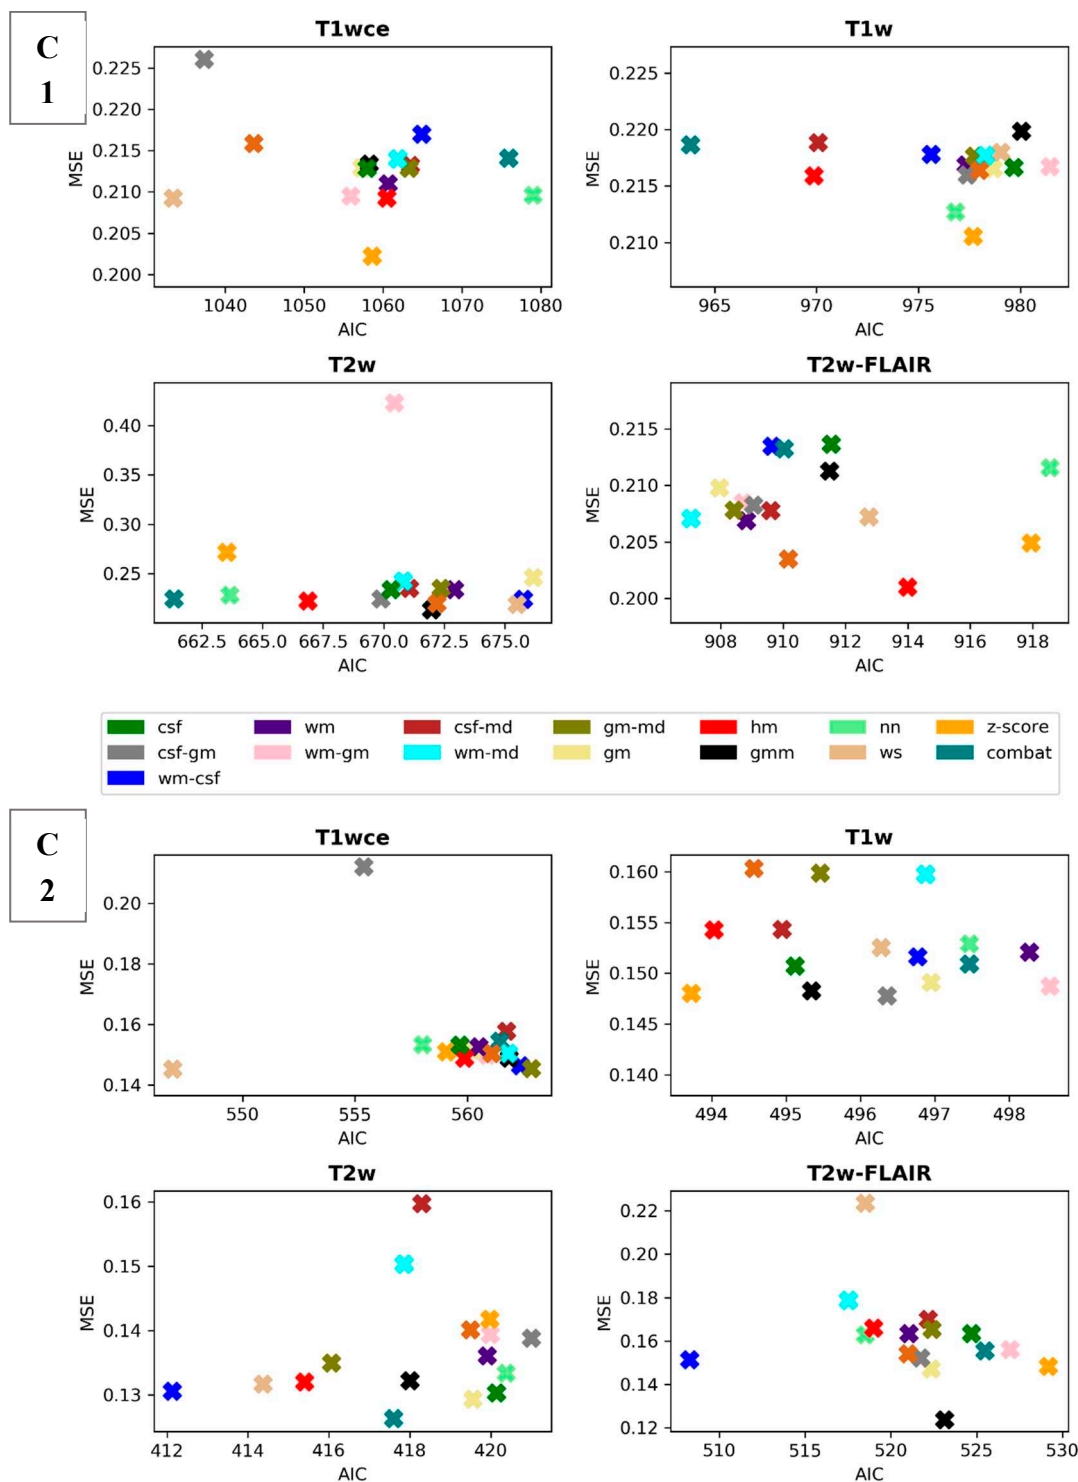 C
1
T1wce
0.225
0.220
0.215
0.210
0.205
0.200
MSE
1040 1050 1060 1070 1080
AIC
T1w
0.225
0.220
0.215
0.210
MSE
965 970 975 980
AIC
T2w
0.40
0.35
0.30
0.25
MSE
662.5 665.0 667.5 670.0 672.5 675.0
AIC
T2w-FLAIR
0.215
0.210
0.205
0.200
MSE
908 910 912 914 916 918
AIC
csf wm csf-md gm-md hm nn z-score
csf-gm wm-gm wm-md gm gmm ws combat
wm-csf
C
2
T1wce
0.20
0.18
0.16
0.14
MSE
550 555 560
AIC
T1w
0.160
0.155
0.150
0.145
0.140
MSE
494 495 496 497 498
AIC
T2w
0.16
0.15
0.14
0.13
MSE
412 414 416 418 420
AIC
T2w-FLAIR
0.22
0.20
0.18
0.16
0.14
0.12
MSE
510 515 520 525 530
AIC